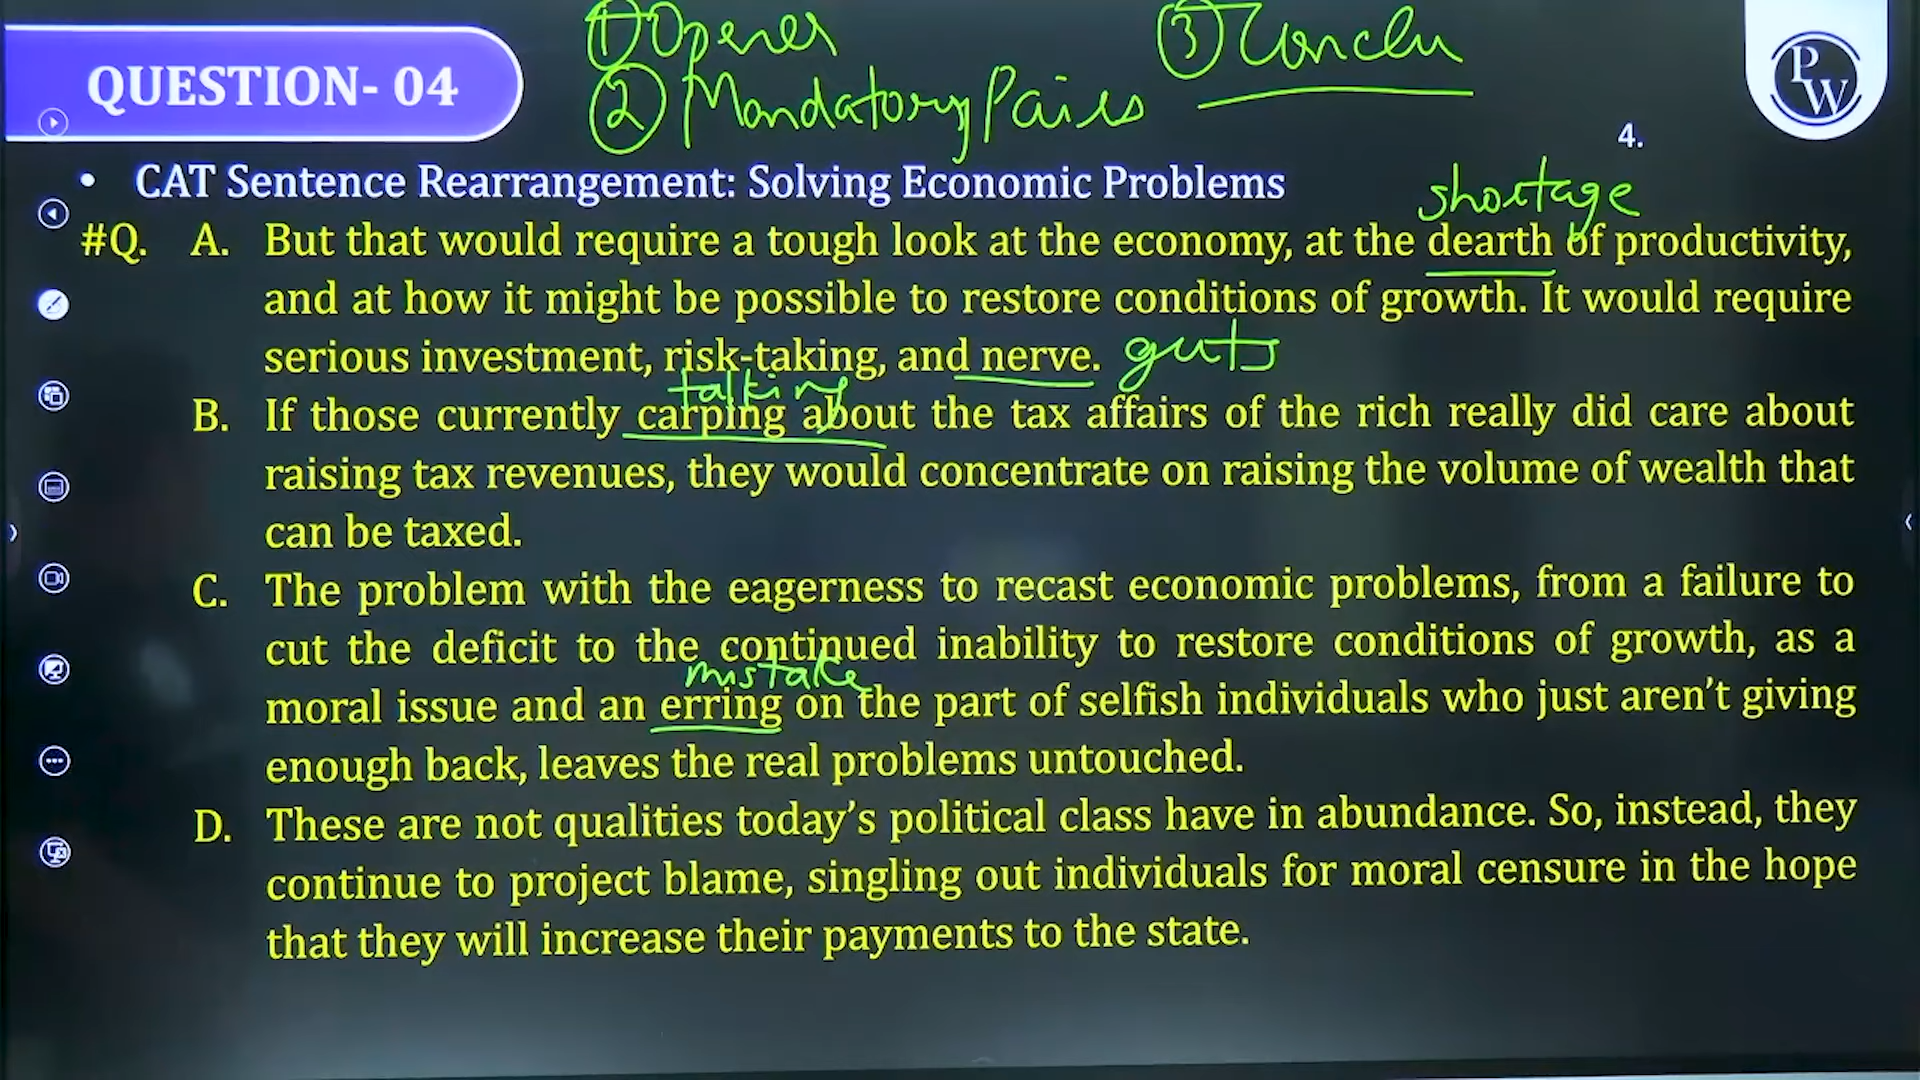 ①Opener
③Conclu
QUESTION- 04
②Mandatory Pairs
PW
4.
• CAT Sentence Rearrangement: Solving Economic Problems
shortage
#Q. A. But that would require a tough look at the economy, at the dearth of productivity,
and at how it might be possible to restore conditions of growth. It would require
serious investment, risk-taking, and nerve. guts
talking
B. If those currently carping about the tax affairs of the rich really did care about
raising tax revenues, they would concentrate on raising the volume of wealth that
can be taxed.
C. The problem with the eagerness to recast economic problems, from a failure to
cut the deficit to the continued inability to restore conditions of growth, as a
mistake
moral issue and an erring on the part of selfish individuals who just aren't giving
enough back, leaves the real problems untouched.
D. These are not qualities today's political class have in abundance. So, instead, they
continue to project blame, singling out individuals for moral censure in the hope
that they will increase their payments to the state.